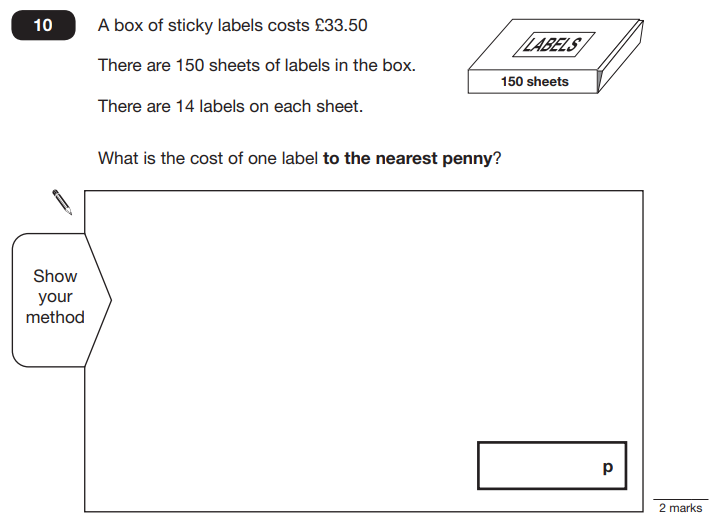 10
A box of sticky labels costs £33.50
There are 150 sheets of labels in the box.
There are 14 labels on each sheet.
LABELS
150 sheets
What is the cost of one label to the nearest penny?
Show
your
method
p
2 marks